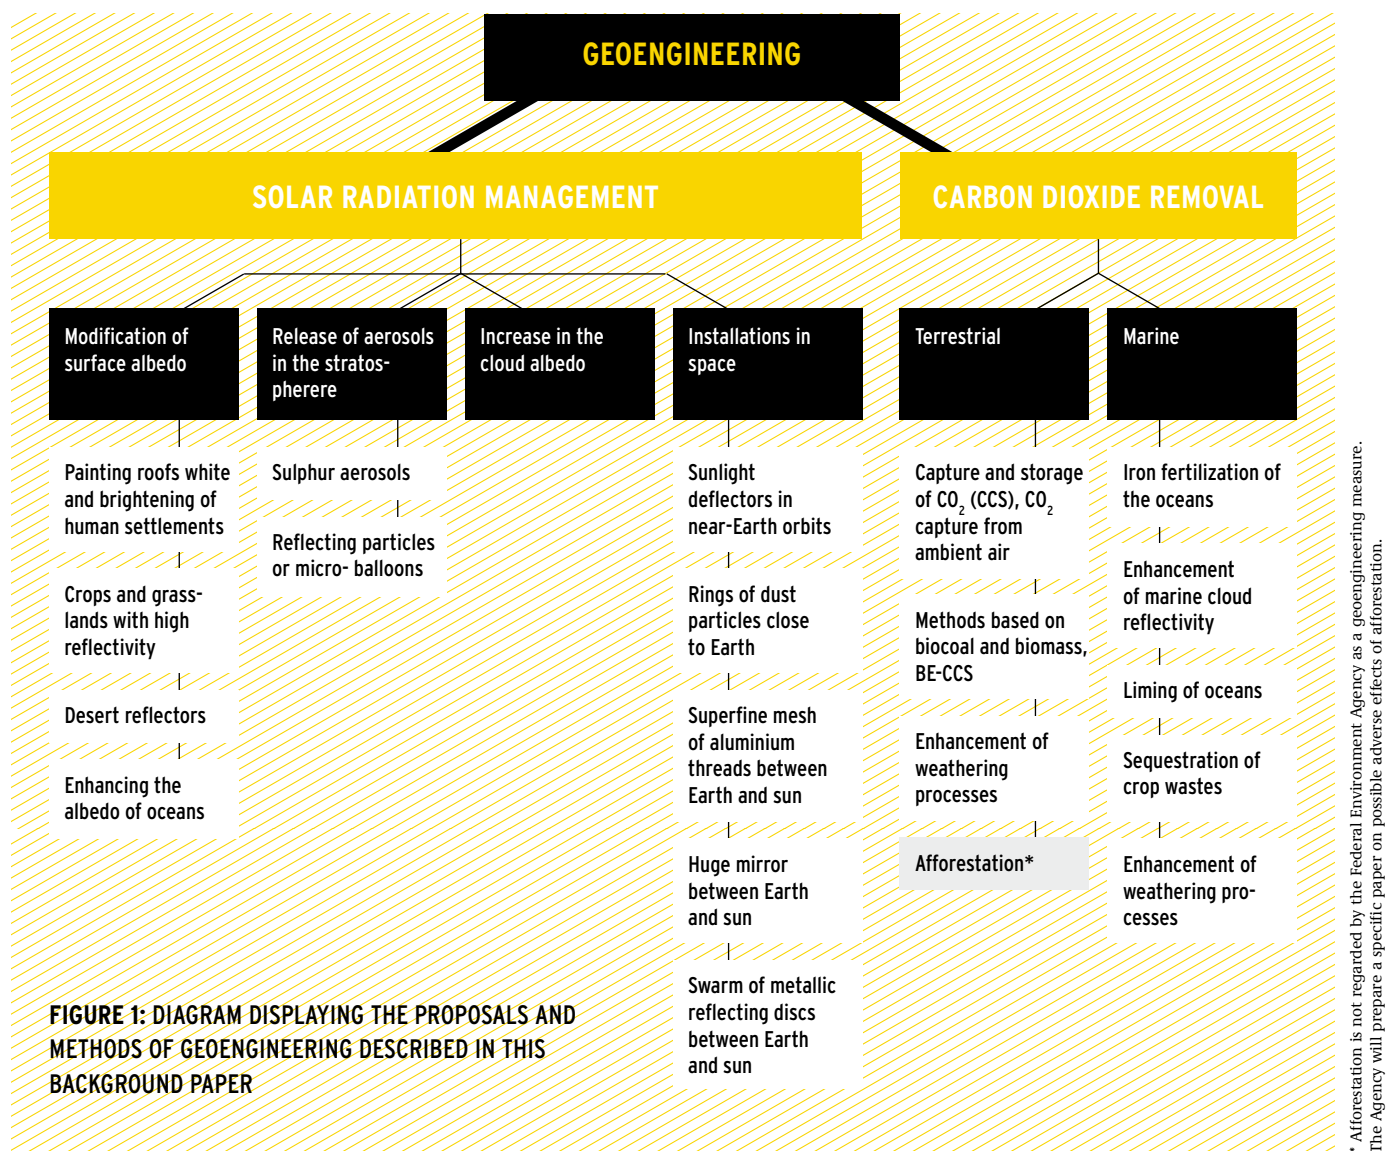 GEOENGINEERING
SOLAR RADIATION MANAGEMENT
CARBON DIOXIDE REMOVAL
Modification of
surface albedo
Painting roofs white
and brightening of
human settlements
Crops and grass-
lands with high
reflectivity
Desert reflectors
Enhancing the
albedo of oceans
Release of aerosols
in the stratos-
pherere
Sulphur aerosols
Reflecting particles
or micro- balloons
Increase in the
cloud albedo
Installations in
space
Sunlight
deflectors in
near-Earth orbits
Rings of dust
particles close
to Earth
Superfine mesh
of aluminium
threads between
Earth and sun
Huge mirror
between Earth
and sun
Swarm of metallic
reflecting discs
between Earth
and sun
Terrestrial
Capture and storage
of CO₂ (CCS), CO₂
capture from
ambient air
Methods based on
biocoal and biomass,
BE-CCS
Enhancement of
weathering
processes
Afforestation*
Marine
Iron fertilization of
the oceans
Enhancement
of marine cloud
reflectivity
Liming of oceans
Sequestration of
crop wastes
Enhancement of
weathering pro-
cesses
FIGURE 1: DIAGRAM DISPLAYING THE PROPOSALS AND
METHODS OF GEOENGINEERING DESCRIBED IN THIS
BACKGROUND PAPER
* Afforestation is not regarded by the Federal Environment Agency as a geoengineering measure.
The Agency will prepare a specific paper on possible adverse effects of afforestation.